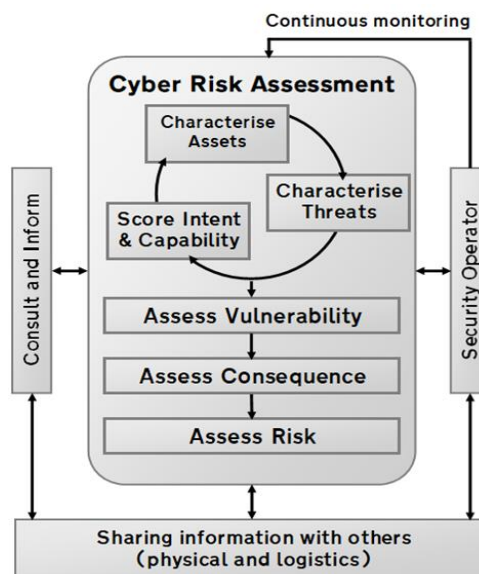 Continuous monitoring
Cyber Risk Assessment
Characterise
Assets
Characterise
Threats
Score Intent
& Capability
Consult and Inform
Security Operator
Assess Vulnerability
Assess Consequence
Assess Risk
Sharing information with others
(physical and logistics)